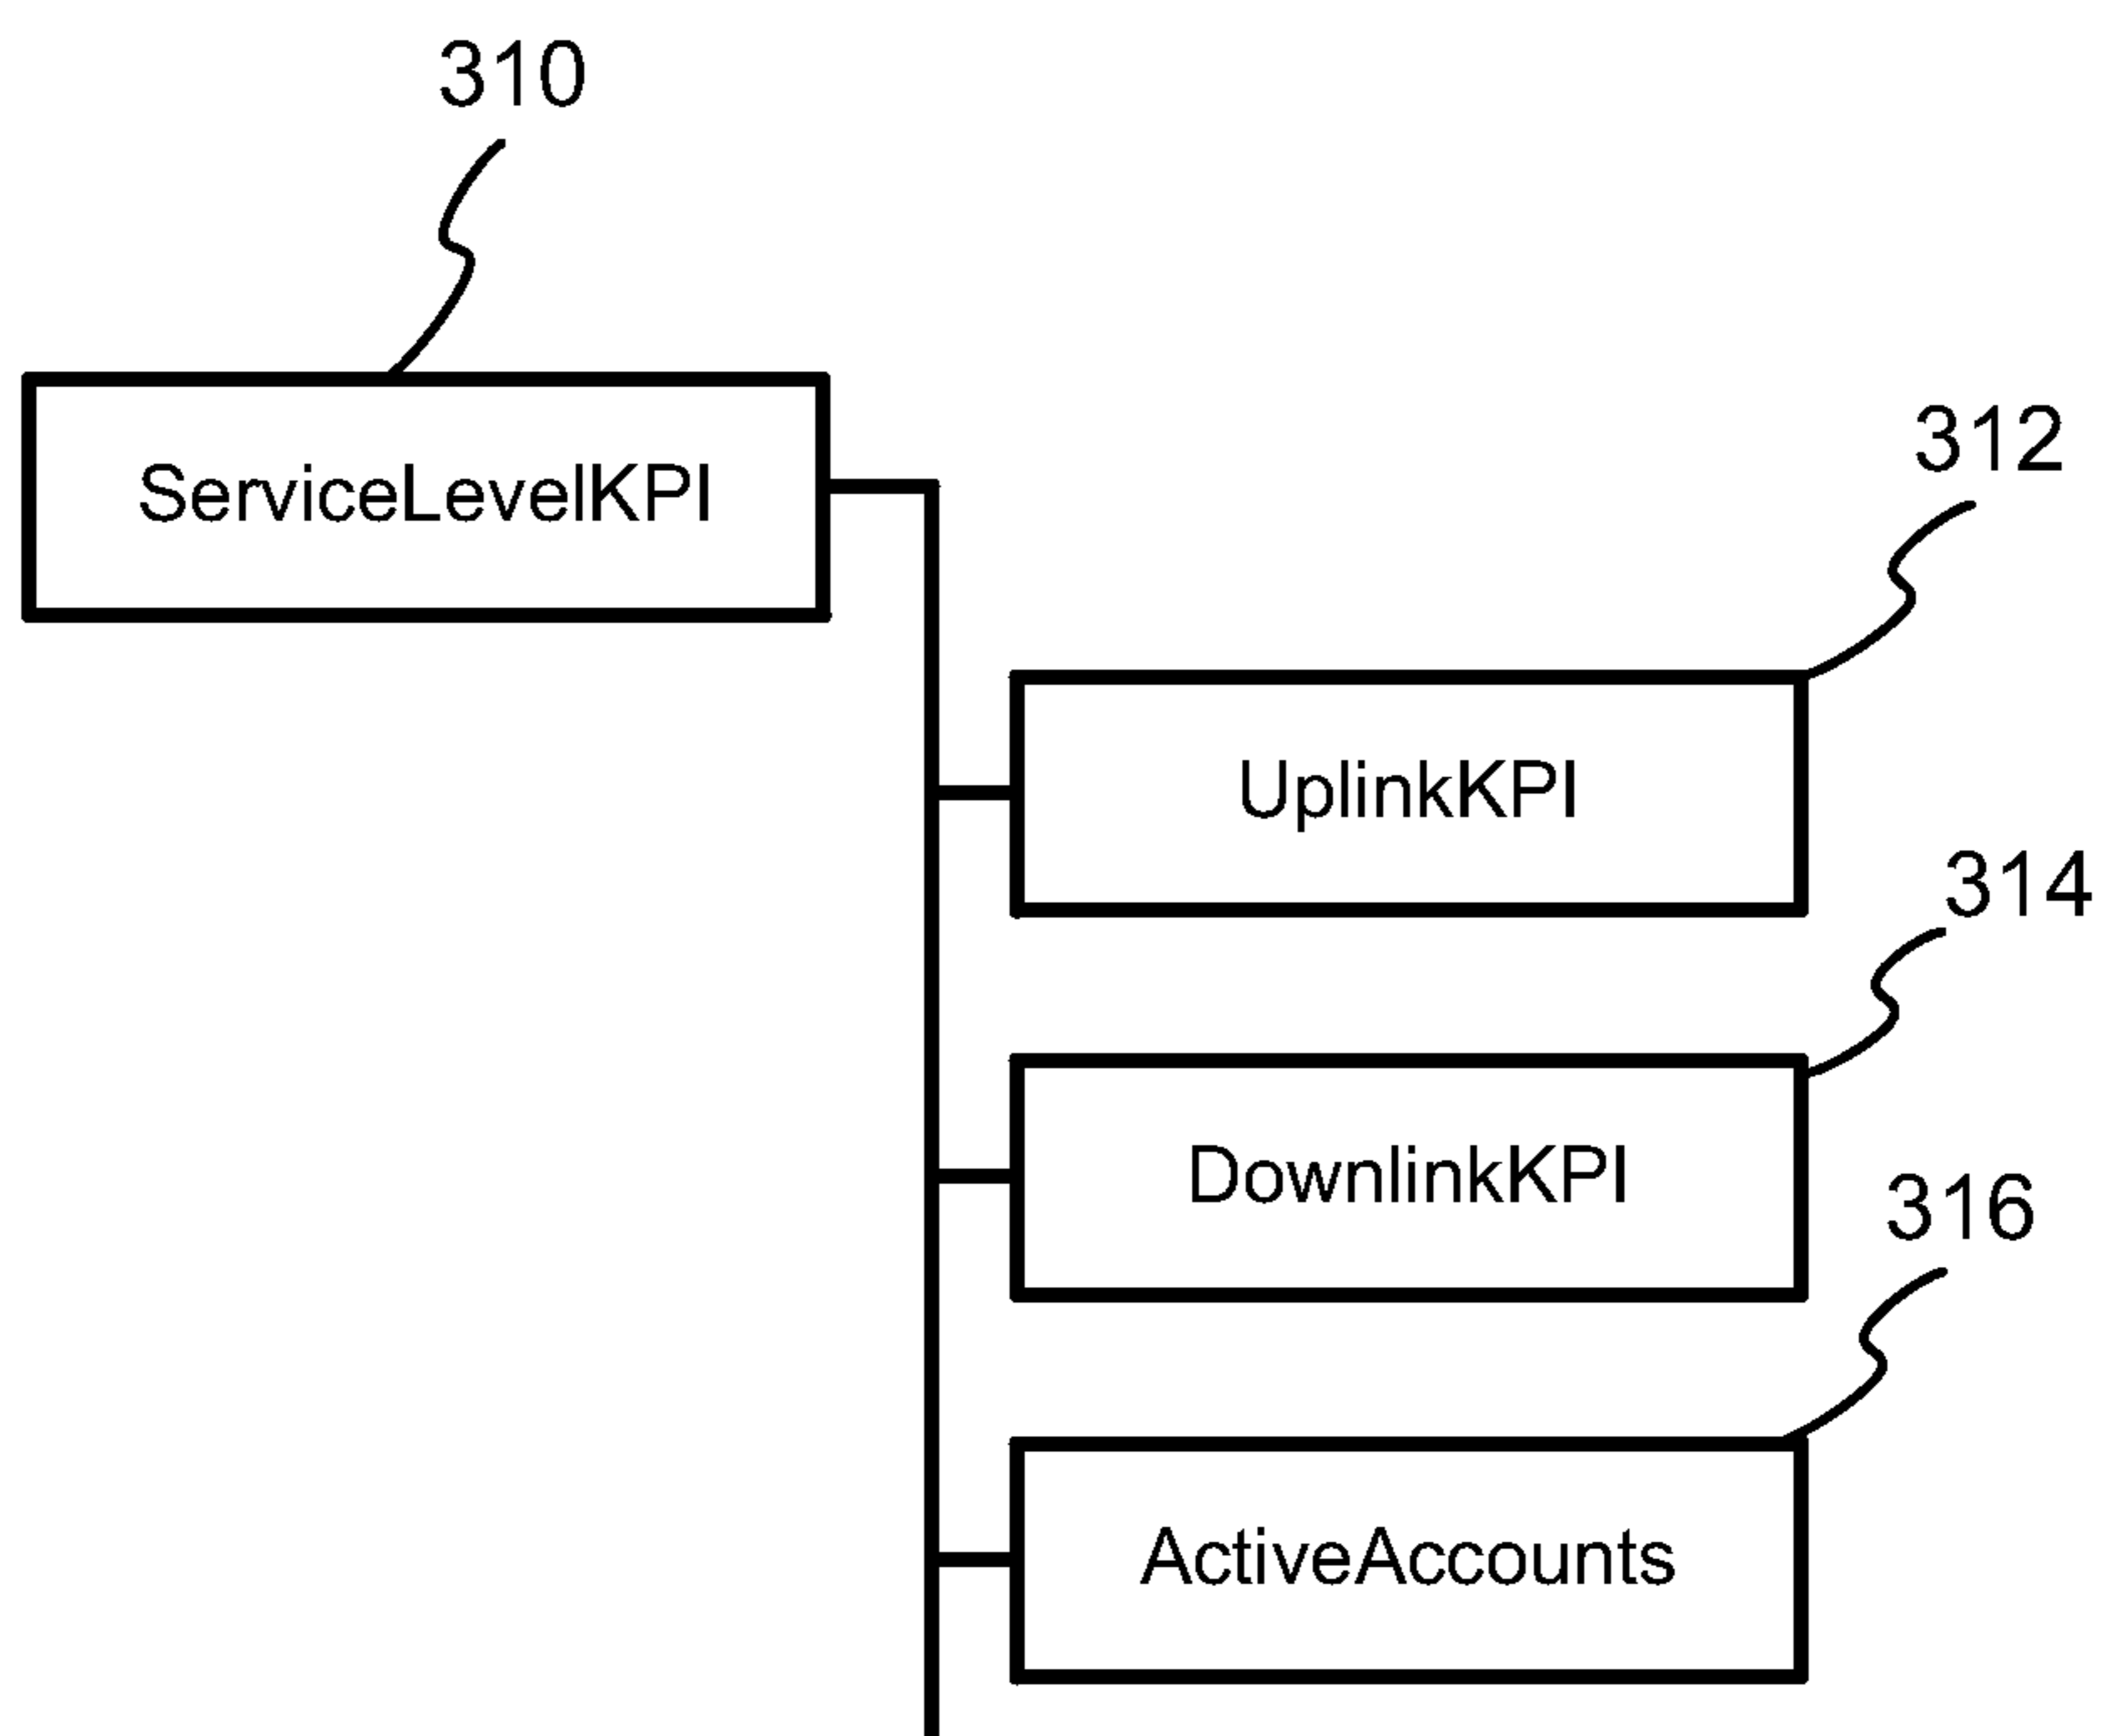 310
ServiceLevelKPI
312
UplinkKPI
314
DownlinkKPI
316
ActiveAccounts